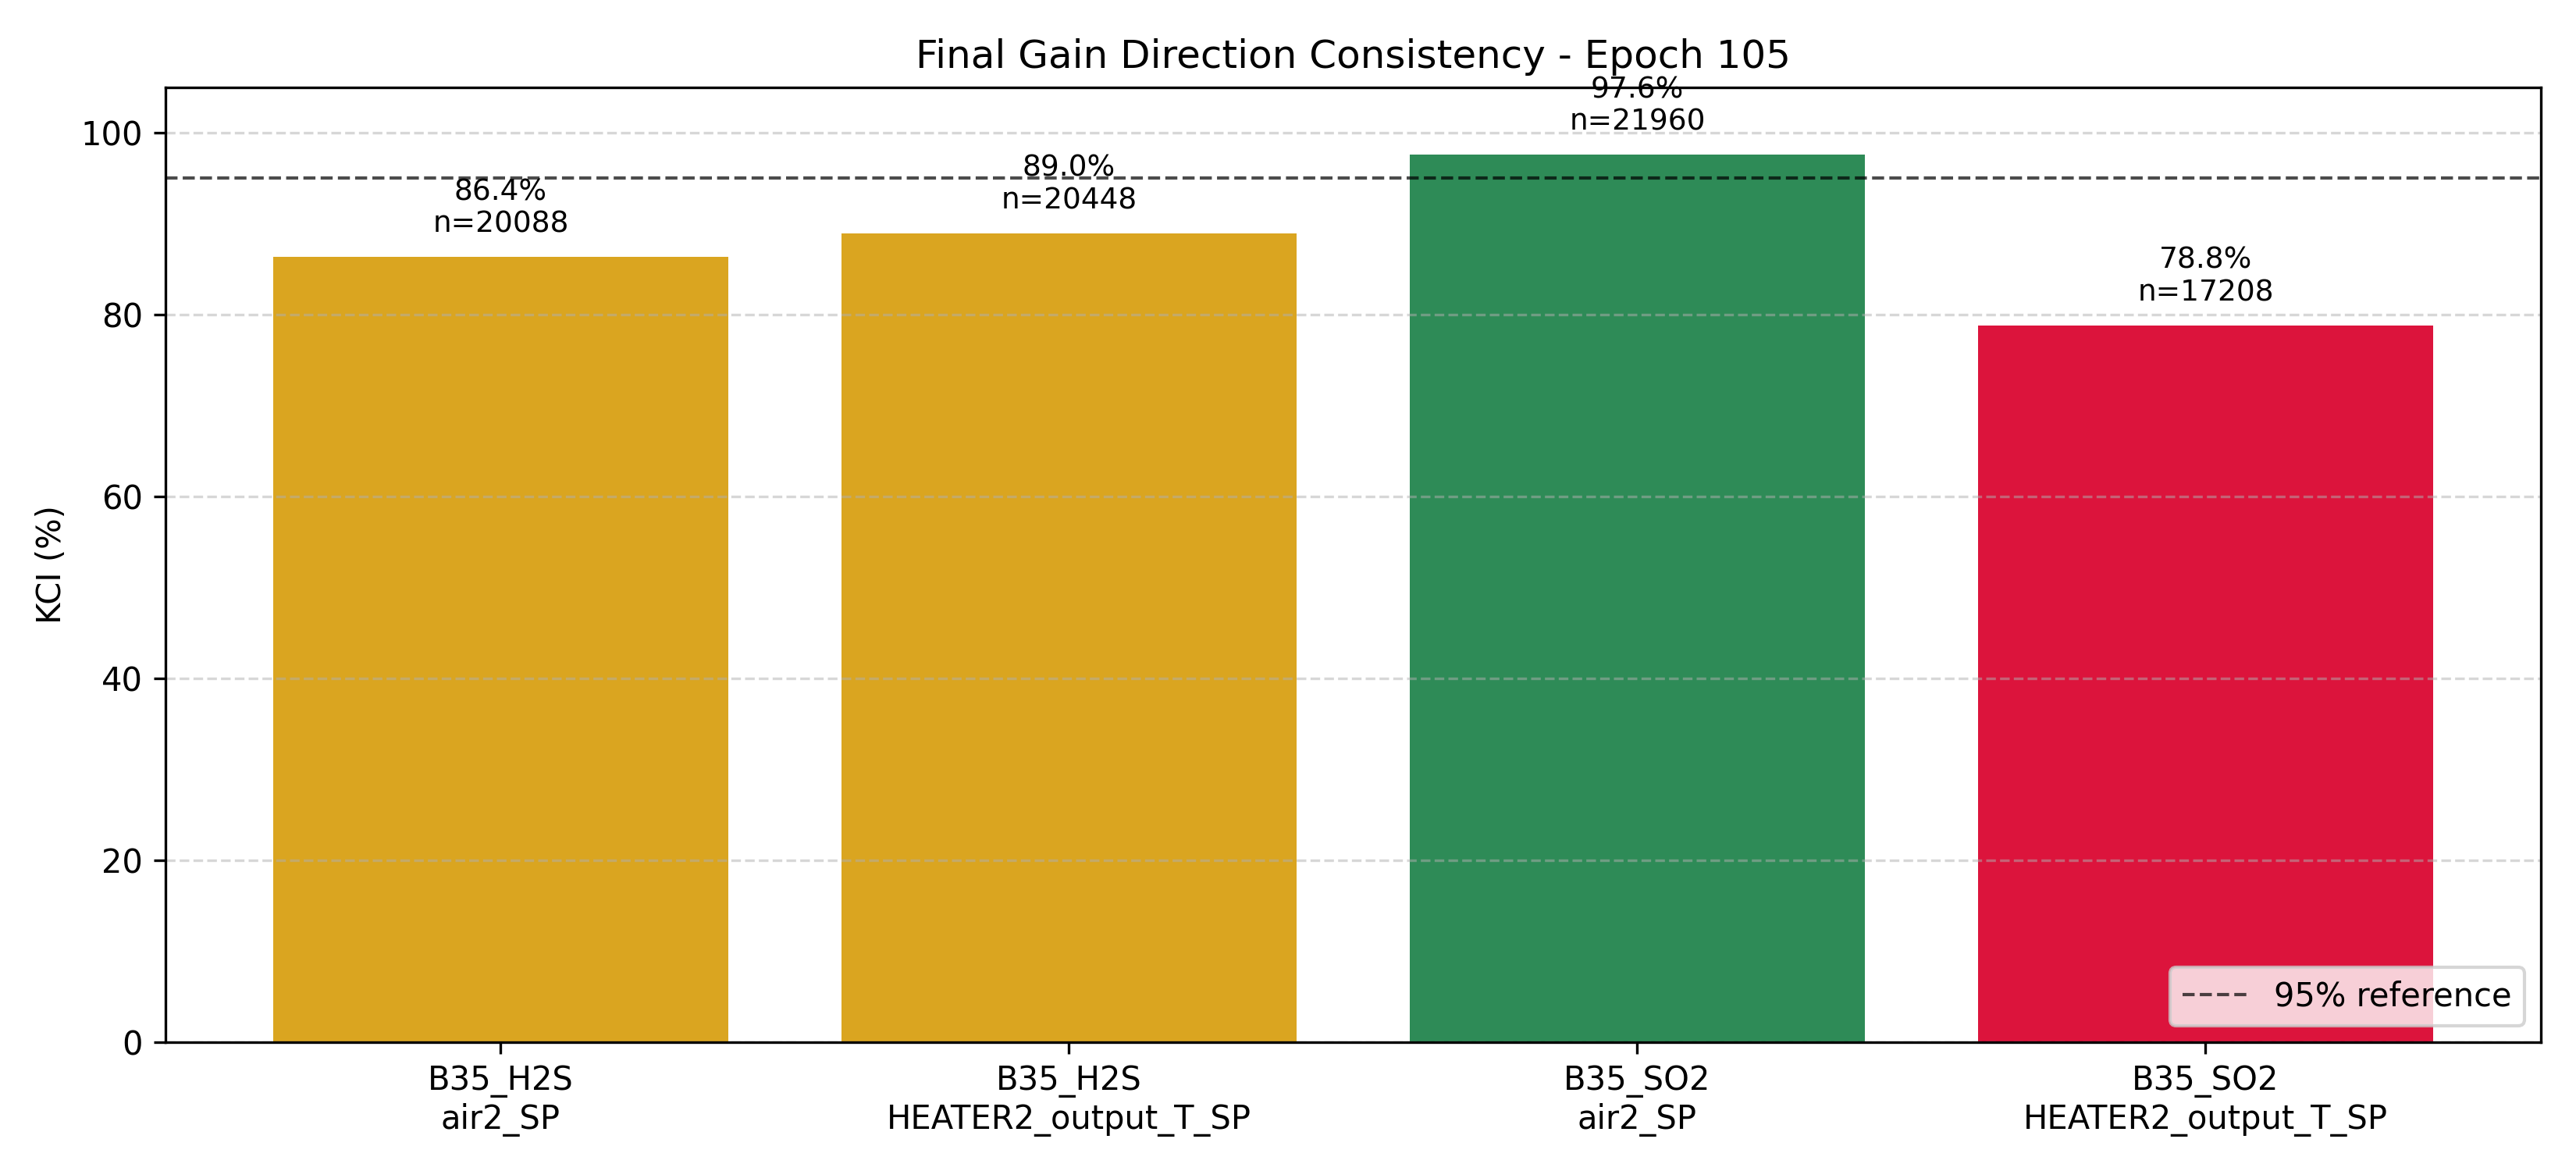 Final Gain Direction Consistency - Epoch 105
97.6%
n=21960
89.0%
n=20448
86.4%
n=20088
78.8%
n=17208
KCI (%)
100
80
60
40
20
0
95% reference
B35_H2S
air2_SP
B35_H2S
HEATER2_output_T_SP
B35_SO2
air2_SP
B35_SO2
HEATER2_output_T_SP